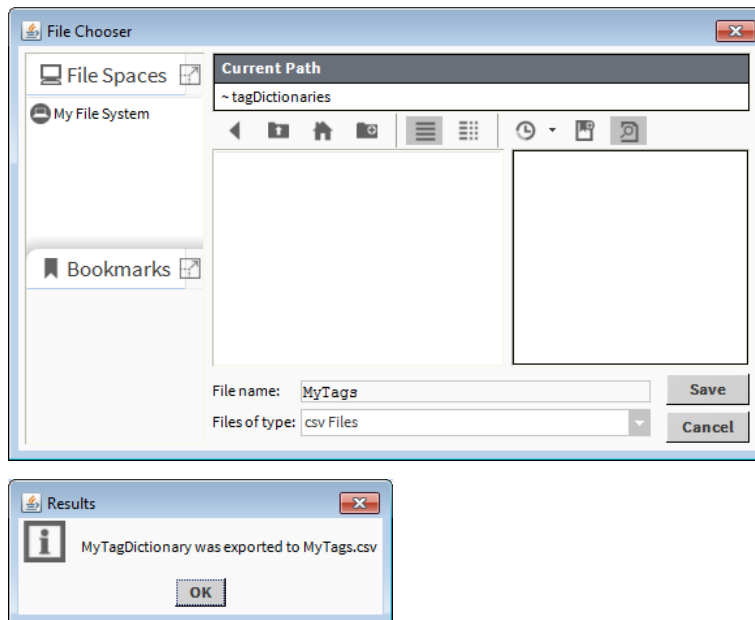 File Chooser
File Spaces
My File System
Bookmarks
Current Path
~tagDictionaries
File name: MyTags
Save
Files of type: csv Files
Cancel
Results
MyTagDictionary was exported to MyTags.csv
OK